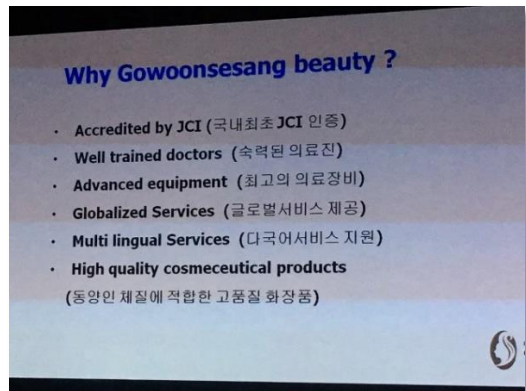 Why Gowoonsesang beauty ?
· Accredited by JCI (국내최초 JCI 인증)
· Well trained doctors (숙력된 의료진)
· Advanced equipment (최고의 의료장비)
· Globalized Services (글로벌서비스 제공)
· Multi lingual Services (다국어서비스 지원)
· High quality cosmeceutical products
(동양인 체질에 적합한 고품질 화장품)